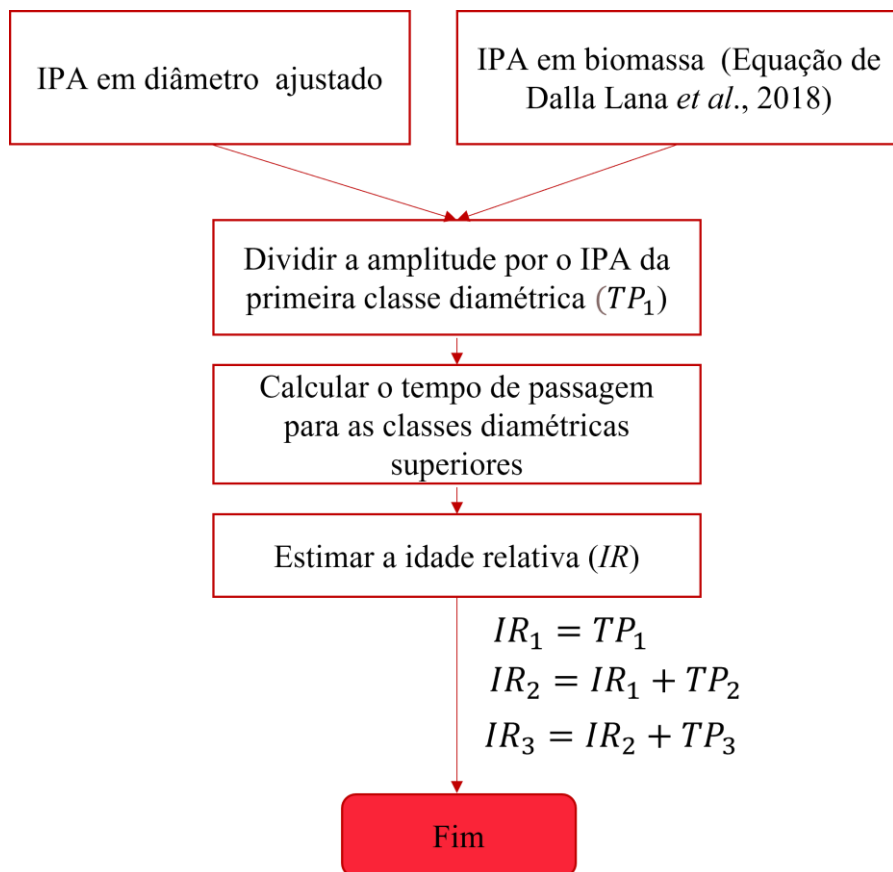 IPA em diâmetro ajustado
IPA em biomassa (Equação de
Dalla Lana et al., 2018)
Dividir a amplitude por o IPA da
primeira classe diamétrica (TP₁)
Calcular o tempo de passagem
para as classes diamétricas
superiores
Estimar a idade relativa (IR)
IR₁ = TP₁
IR₂ = IR₁ + TP₂
IR₃ = IR₂ + TP₃
Fim